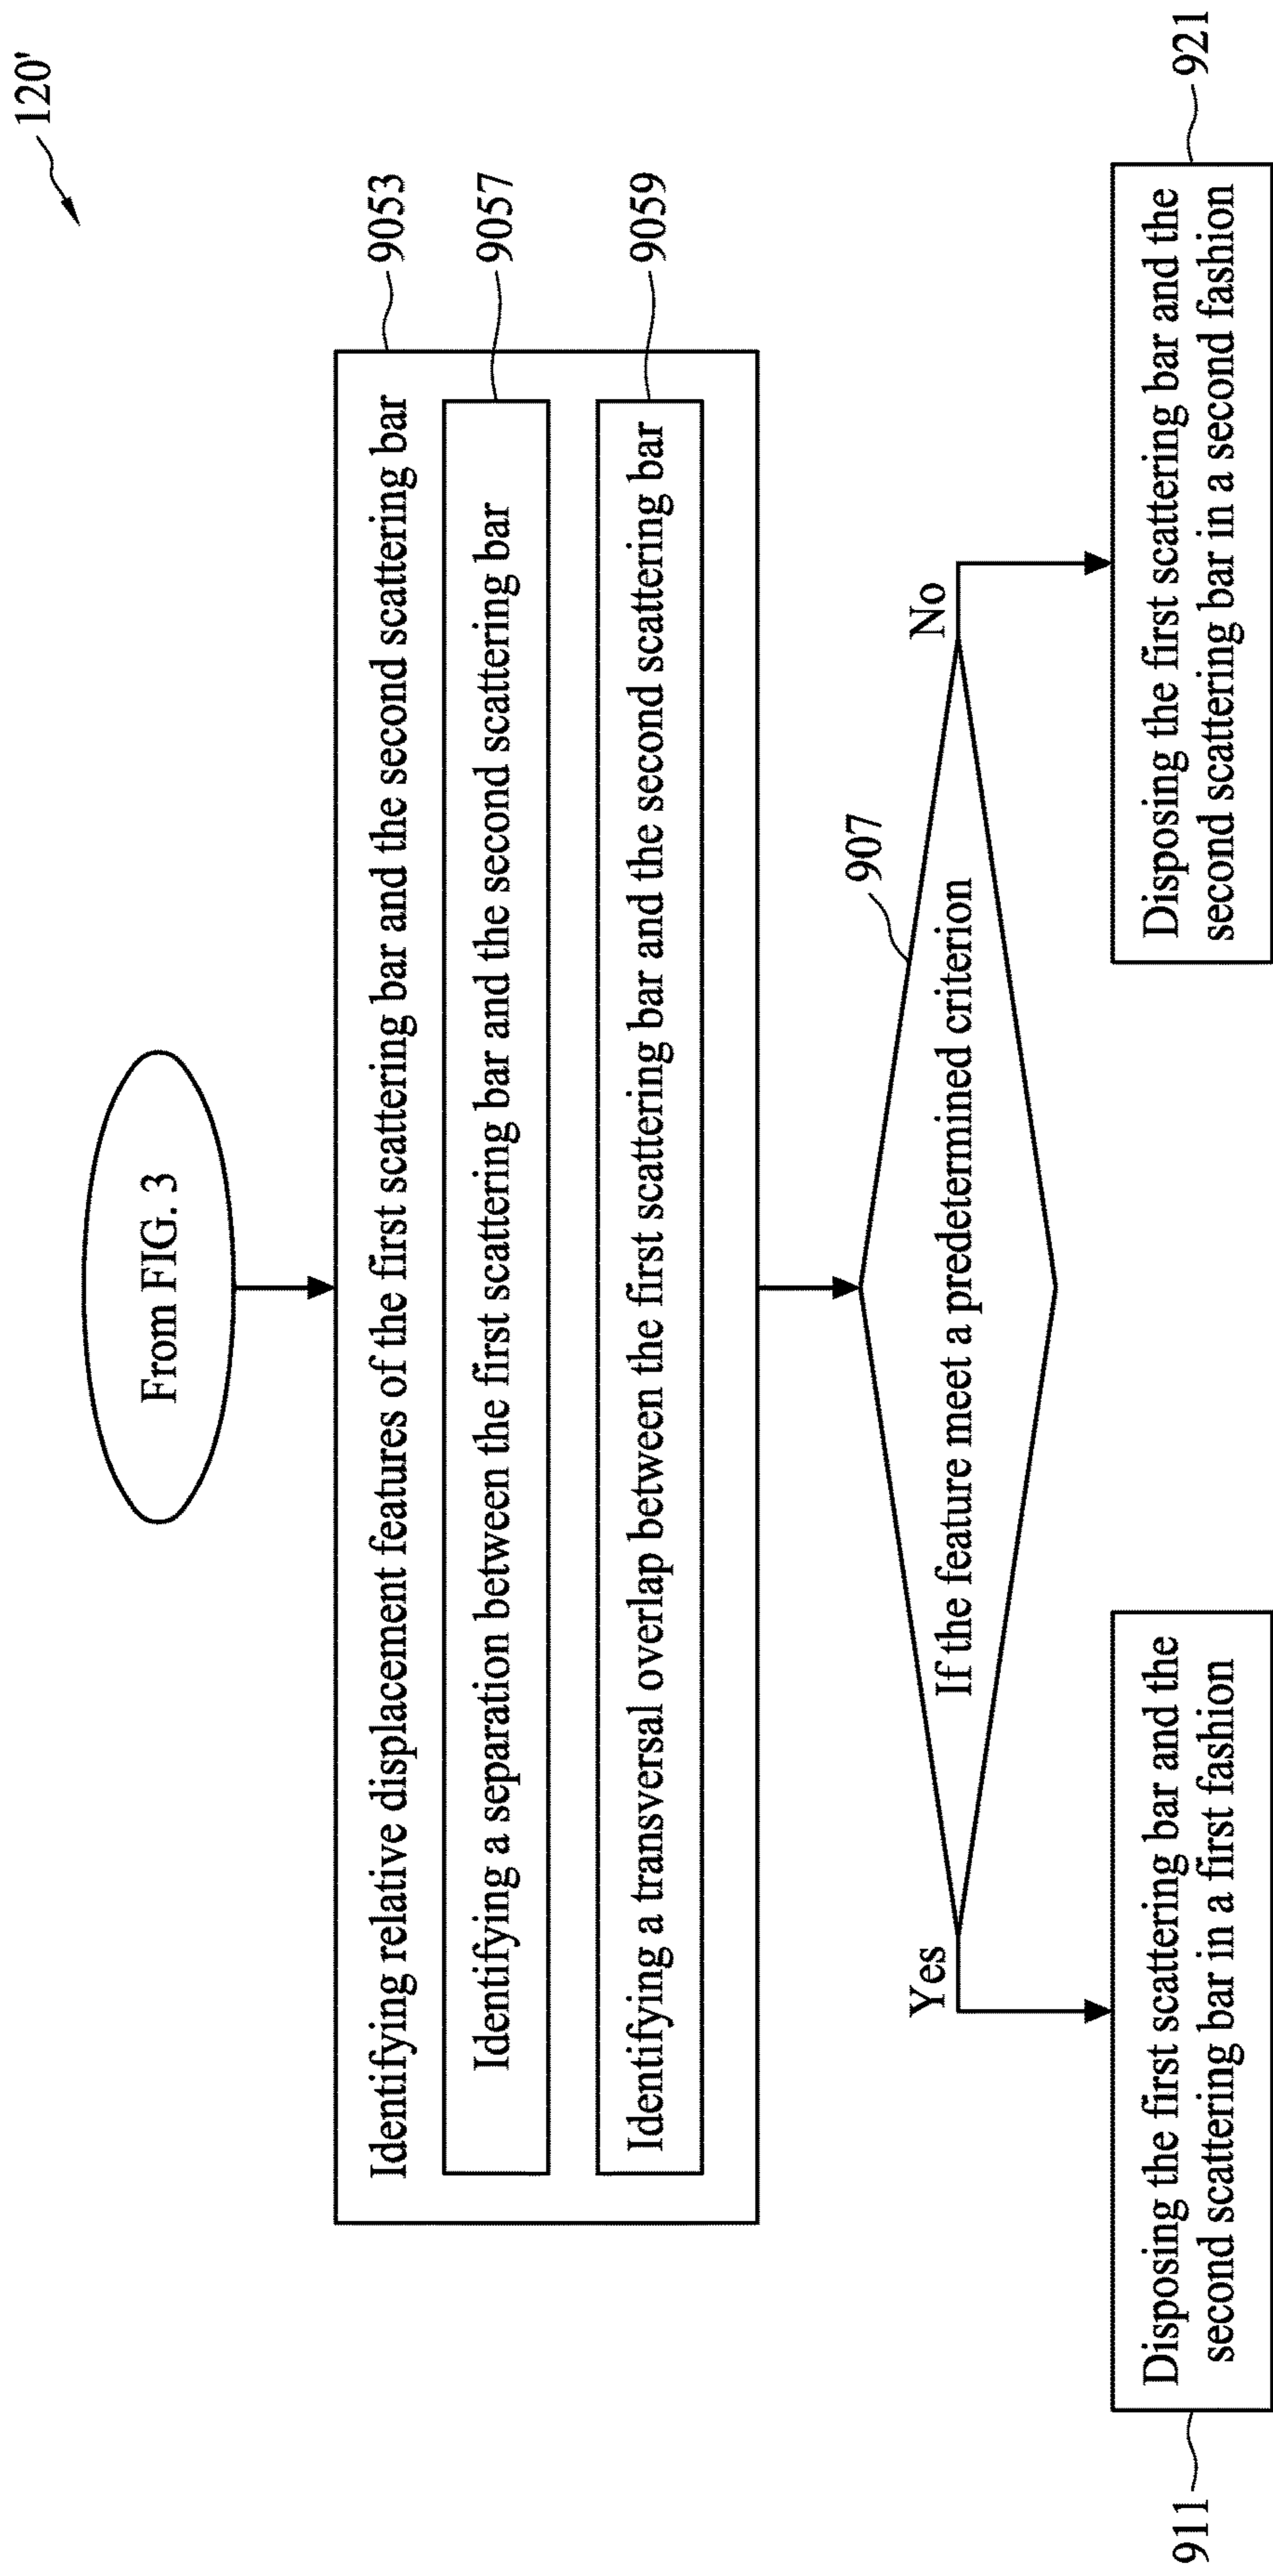 120'
From FIG. 3
9053
Identifying relative displacement features of the first scattering bar and the second scattering bar
9057
Identifying a separation between the first scattering bar and the second scattering bar
9059
Identifying a transversal overlap between the first scattering bar and the second scattering bar
907
If the feature meet a predetermined criterion
Yes
No
911
Disposing the first scattering bar and the
second scattering bar in a first fashion
Disposing the first scattering bar and the
second scattering bar in a second fashion
921